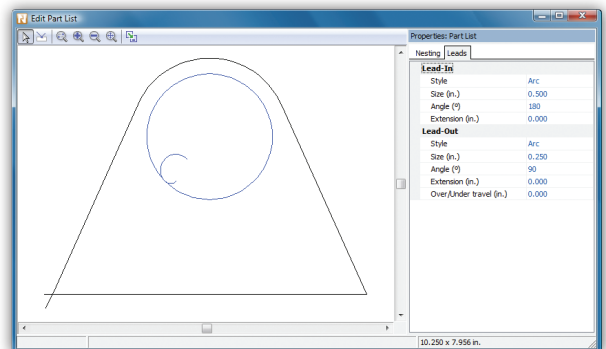 Edit Part List
Properties: Part List
Nesting Leads
Lead-In
Style Arc
Size (in.) 0.500
Angle (º) 180
Extension (in.) 0.000
Lead-Out
Style Arc
Size (in.) 0.250
Angle (º) 90
Extension (in.) 0.000
Over/Under travel (in.) 0.000
10.250 x 7.956 in.